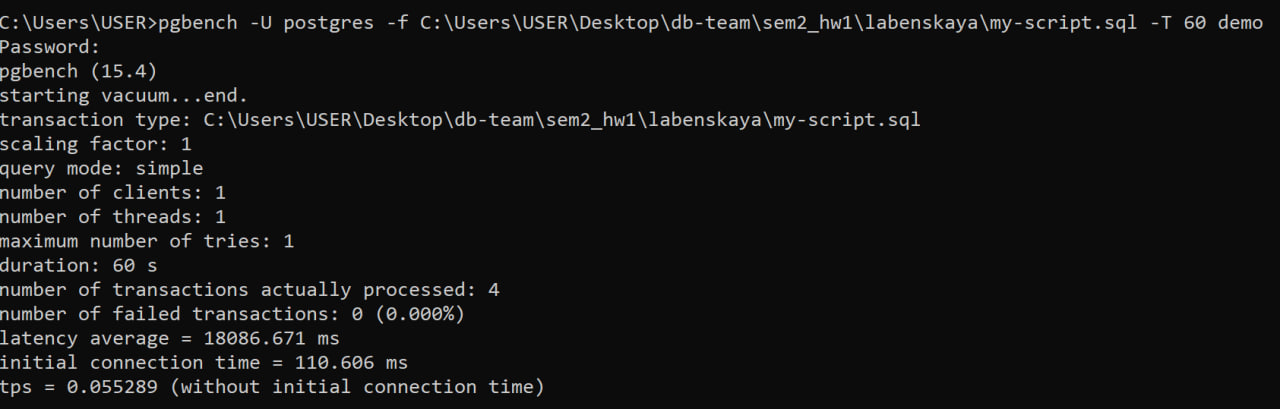 C:\Users\USER>pgbench -U postgres -f C:\Users\USER\Desktop\db-team\sem2_hw1\labenskaya\my-script.sql -T 60 demo
Password:
pgbench (15.4)
starting vacuum...end.
transaction type: C:\Users\USER\Desktop\db-team\sem2_hw1\labenskaya\my-script.sql
scaling factor: 1
query mode: simple
number of clients: 1
number of threads: 1
maximum number of tries: 1
duration: 60 s
number of transactions actually processed: 4
number of failed transactions: 0 (0.000%)
latency average = 18086.671 ms
initial connection time = 110.606 ms
tps = 0.055289 (without initial connection time)